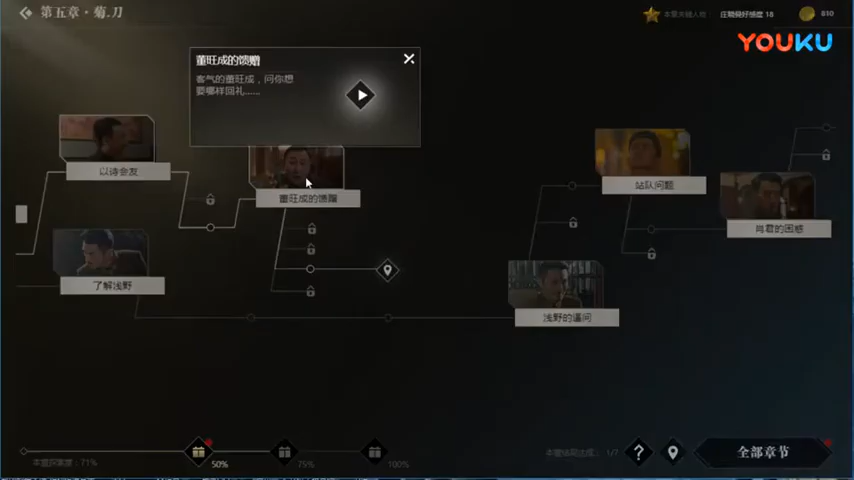 第五章·菊.刀
本章关键人物： 庄晓曼好感度 18
810
YOUKU
董旺成的馈赠
客气的董旺成，问你想
要哪样回礼......
以诗会友
董旺成的馈赠
站队问题
肖君的困惑
了解浅野
浅野的逼问
本章探索度：71%
50%
75%
100%
本章结局达成： 1/7
?
全部章节